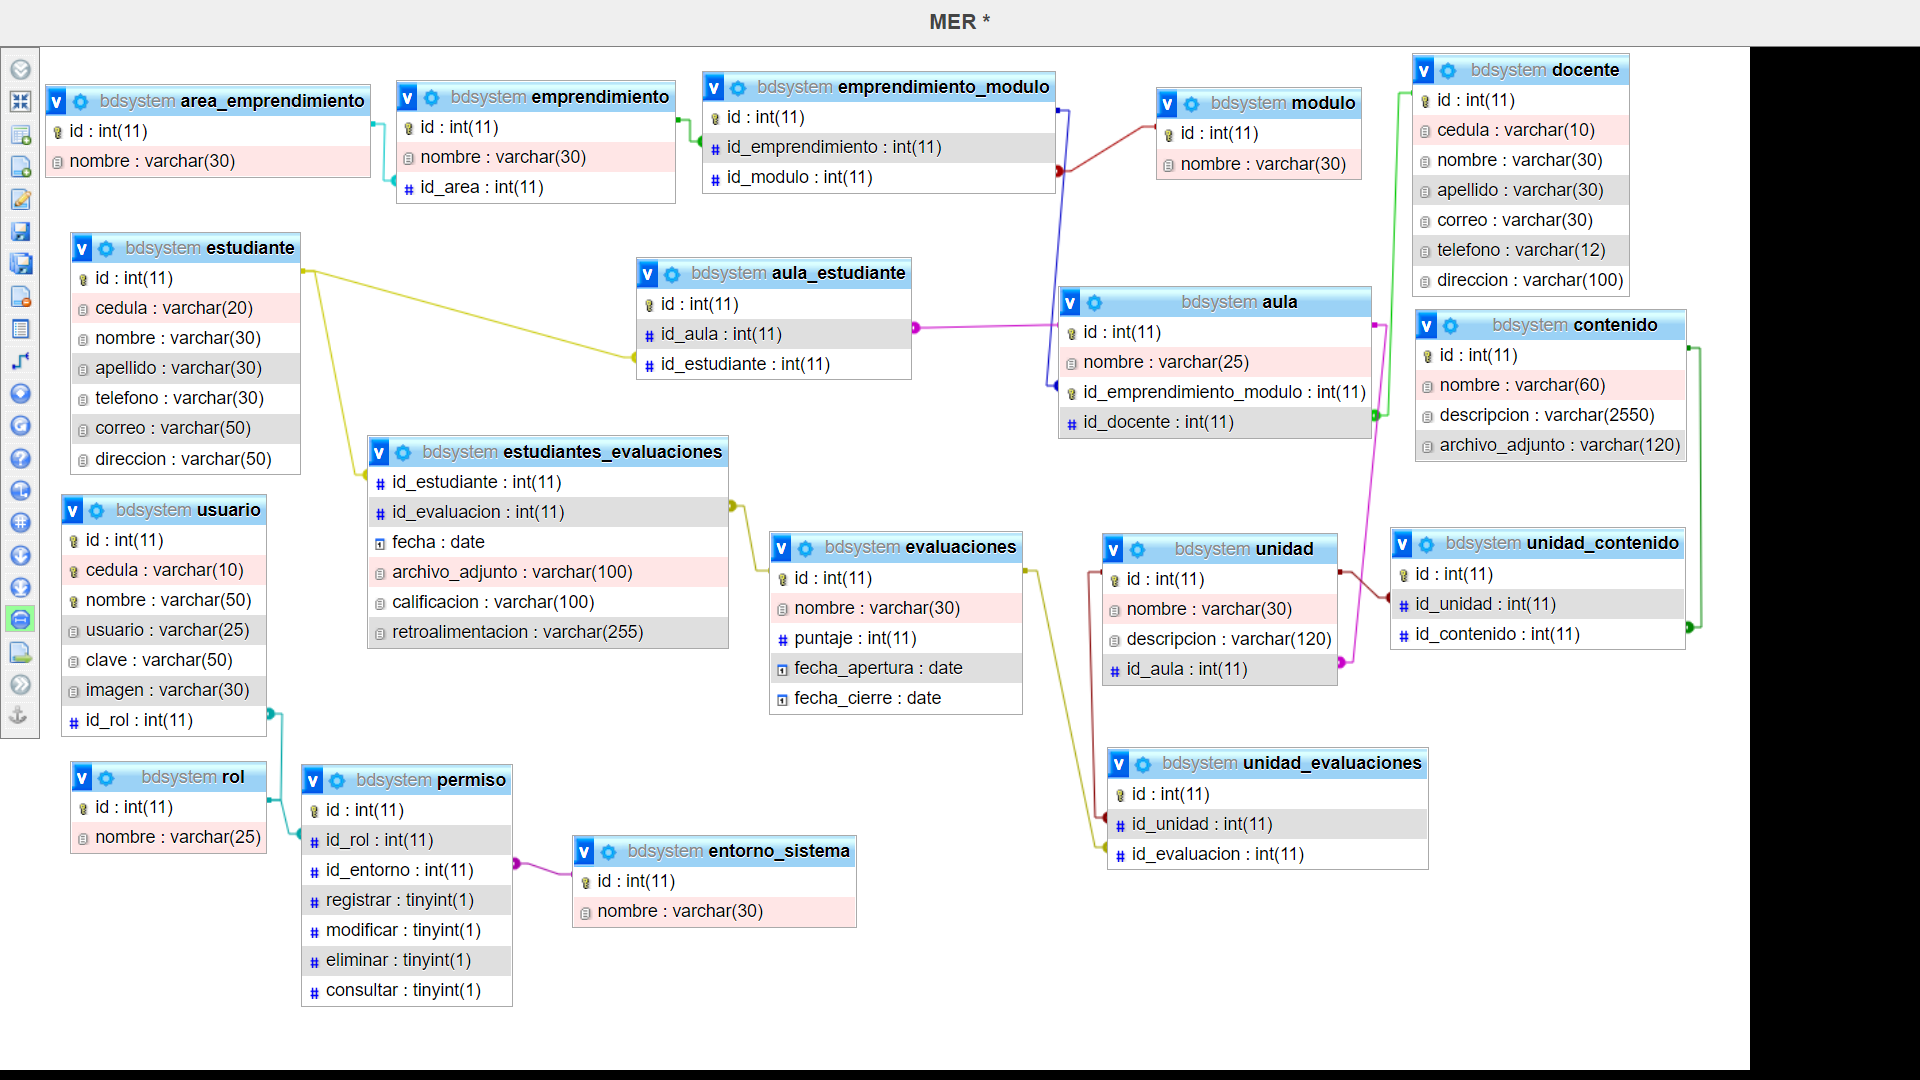 MER *
bdsystem area_emprendimiento
id : int(11)
nombre : varchar(30)
bdsystem emprendimiento
id : int(11)
nombre : varchar(30)
id_area : int(11)
bdsystem emprendimiento_modulo
id : int(11)
id_emprendimiento : int(11)
id_modulo : int(11)
bdsystem modulo
id : int(11)
nombre : varchar(30)
bdsystem docente
id : int(11)
cedula : varchar(10)
nombre : varchar(30)
apellido : varchar(30)
correo : varchar(30)
telefono : varchar(12)
direccion : varchar(100)
bdsystem estudiante
id : int(11)
cedula : varchar(20)
nombre : varchar(30)
apellido : varchar(30)
telefono : varchar(30)
correo : varchar(50)
direccion : varchar(50)
bdsystem aula_estudiante
id : int(11)
id_aula : int(11)
id_estudiante : int(11)
bdsystem aula
id : int(11)
nombre : varchar(25)
id_emprendimiento_modulo : int(11)
id_docente : int(11)
bdsystem contenido
id : int(11)
nombre : varchar(60)
descripcion : varchar(2550)
archivo_adjunto : varchar(120)
bdsystem estudiantes_evaluaciones
id_estudiante : int(11)
id_evaluacion : int(11)
fecha : date
archivo_adjunto : varchar(100)
calificacion : varchar(100)
retroalimentacion : varchar(255)
bdsystem usuario
id : int(11)
cedula : varchar(10)
nombre : varchar(50)
usuario : varchar(25)
clave : varchar(50)
imagen : varchar(30)
id_rol : int(11)
bdsystem evaluaciones
id : int(11)
nombre : varchar(30)
puntaje : int(11)
fecha_apertura : date
fecha_cierre : date
bdsystem unidad
id : int(11)
nombre : varchar(30)
descripcion : varchar(120)
id_aula : int(11)
bdsystem unidad_contenido
id : int(11)
id_unidad : int(11)
id_contenido : int(11)
bdsystem rol
id : int(11)
nombre : varchar(25)
bdsystem permiso
id : int(11)
id_rol : int(11)
id_entorno : int(11)
registrar : tinyint(1)
modificar : tinyint(1)
eliminar : tinyint(1)
consultar : tinyint(1)
bdsystem entorno_sistema
id : int(11)
nombre : varchar(30)
bdsystem unidad_evaluaciones
id : int(11)
id_unidad : int(11)
id_evaluacion : int(11)